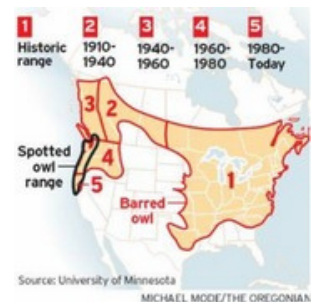 1 2 3 4 5
Historic range 1910-1940 1940-1960 1960-1980 1980-Today
3 2
Spotted owl range
4
5
1
Barred owl
Source: University of Minnesota
MICHAEL MODE/THE OREGONIAN